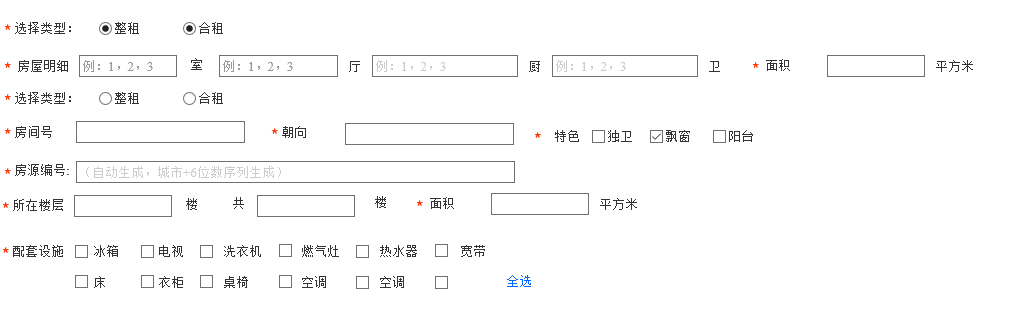 * 选择类型： 整租 合租
* 房屋明细 例：1，2，3 室 例：1，2，3 厅 例：1，2，3 厨 例：1，2，3 卫 * 面积 平方米
* 选择类型： 整租 合租
* 房间号 * 朝向 * 特色 独卫 飘窗 阳台
* 房源编号: （自动生成，城市+6位数序列生成）
* 所在楼层 楼 共 楼 * 面积 平方米
* 配套设施 冰箱 电视 洗衣机 燃气灶 热水器 宽带
床 衣柜 桌椅 空调 空调 全选